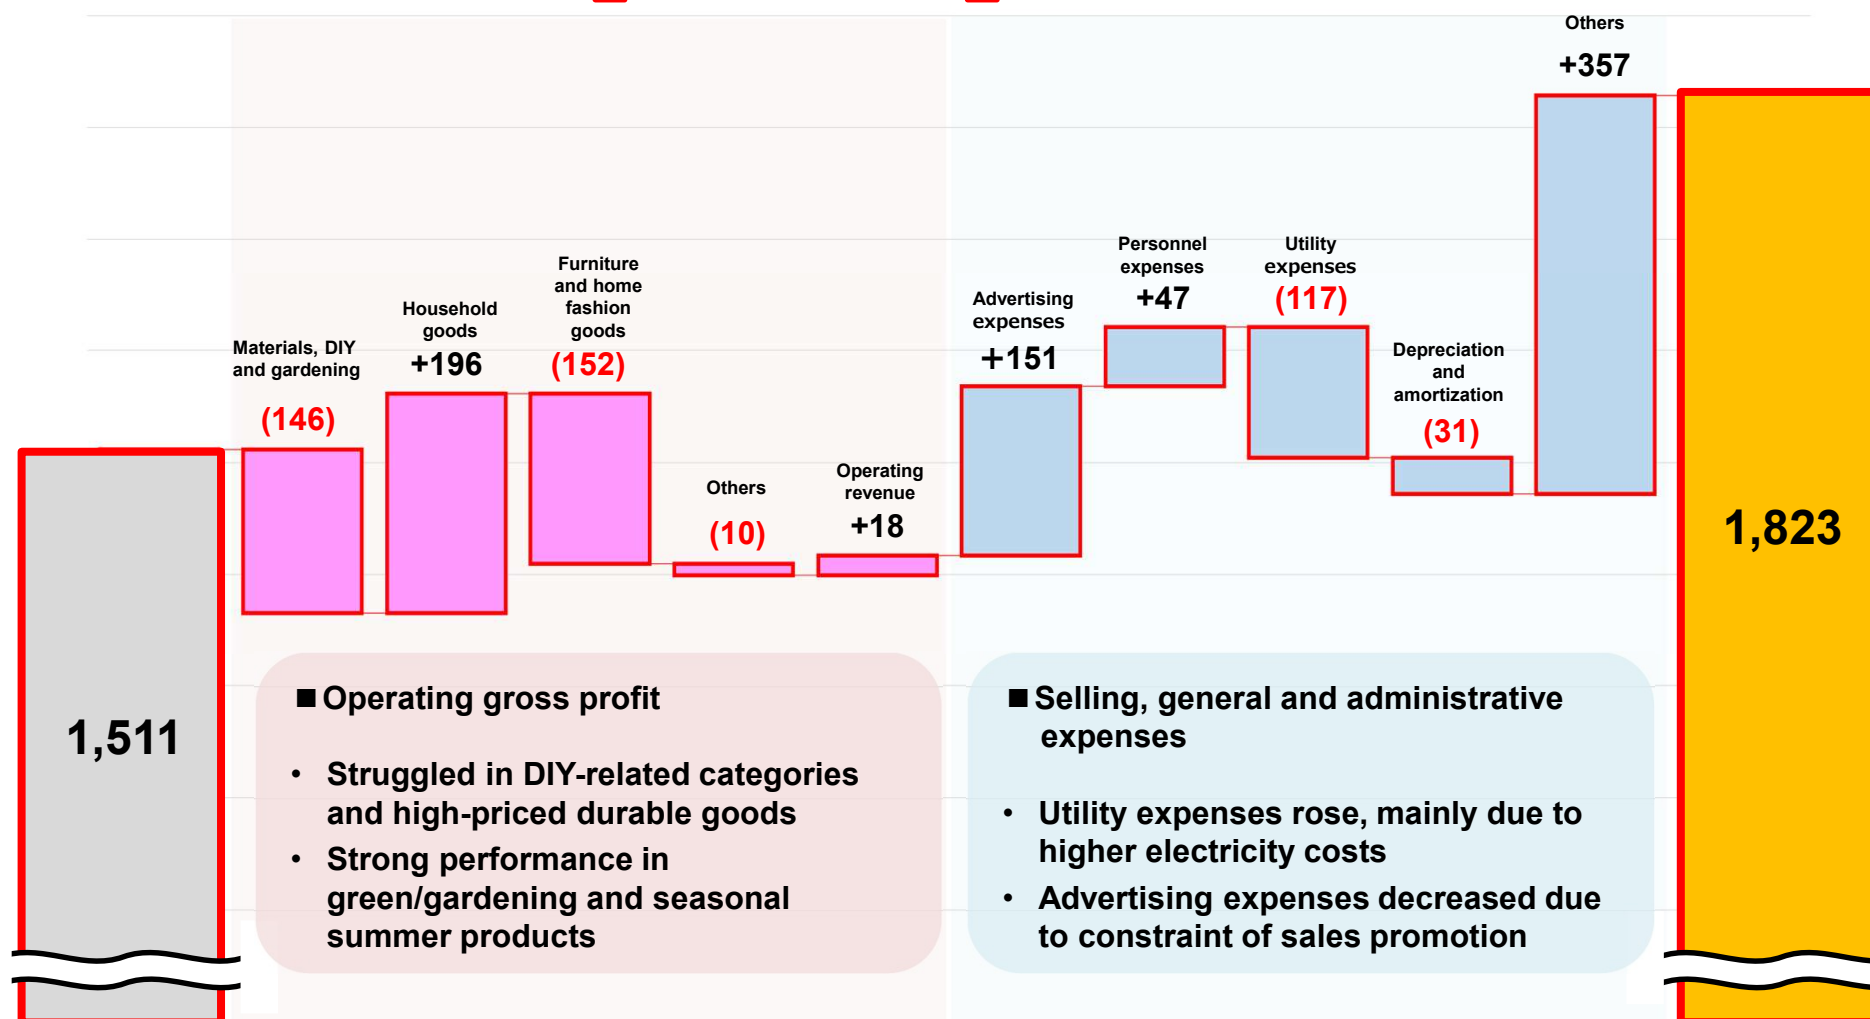 Others
+357
Personnel
expenses
+47
Utility
expenses
(117)
Furniture
and home
fashion
goods
(152)
Advertising
expenses
+151
Household
goods
+196
Materials, DIY
and gardening
(146)
Depreciation
and
amortization
(31)
Operating
revenue
+18
Others
(10)
1,823
1,511
■ Operating gross profit
• Struggled in DIY-related categories
and high-priced durable goods
• Strong performance in
green/gardening and seasonal
summer products
■ Selling, general and administrative
expenses
• Utility expenses rose, mainly due to
higher electricity costs
• Advertising expenses decreased due
to constraint of sales promotion